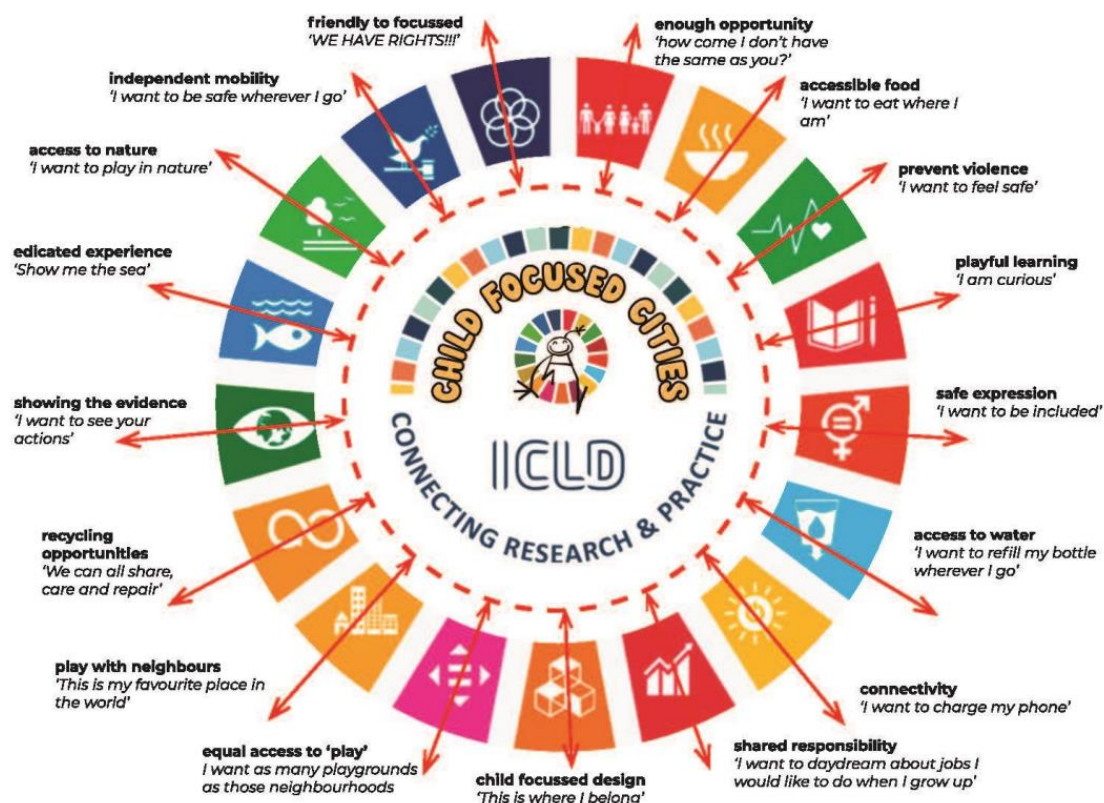 friendly to focussed
'WE HAVE RIGHTS!!!'
enough opportunity
'how come I don't have
the same as you?'
independent mobility
'I want to be safe wherever I go'
accessible food
'I want to eat where I
am'
access to nature
'I want to play in nature'
prevent violence
'I want to feel safe'
edicated experience
'Show me the sea'
playful learning
'I am curious'
showing the evidence
'I want to see your
actions'
safe expression
'I want to be included'
recycling
opportunities
'We can all share,
care and repair'
access to water
'I want to refill my bottle
wherever I go'
play with neighbours
'This is my favourite place in
the world'
connectivity
'I want to charge my phone'
equal access to 'play'
I want as many playgrounds
as those neighbourhoods
child focussed design
'This is where I belong'
shared responsibility
'I want to daydream about jobs I
would like to do when I grow up'
CHILD FOCUSED CITIES
ICLD
CONNECTING RESEARCH & PRACTICE